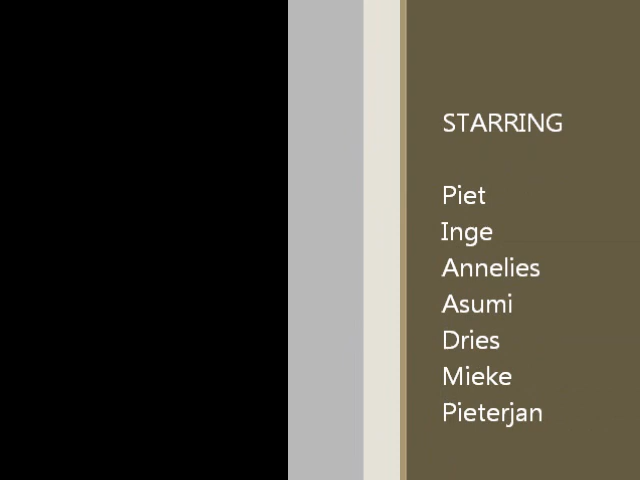 STARRING
Piet
Inge
Annelies
Asumi
Dries
Mieke
Pieterjan